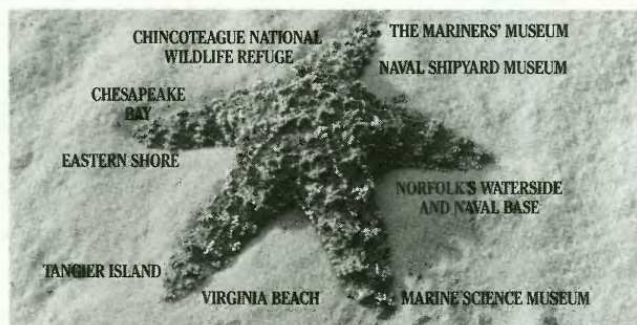 CHINCOTEAGUE NATIONAL
WILDLIFE REFUGE
THE MARINERS' MUSEUM
NAVAL SHIPYARD MUSEUM
CHESAPEAKE
BAY
EASTERN SHORE
NORFOLK'S WATERSIDE
AND NAVAL BASE
TANGIER ISLAND
VIRGINIA BEACH
MARINE SCIENCE MUSEUM